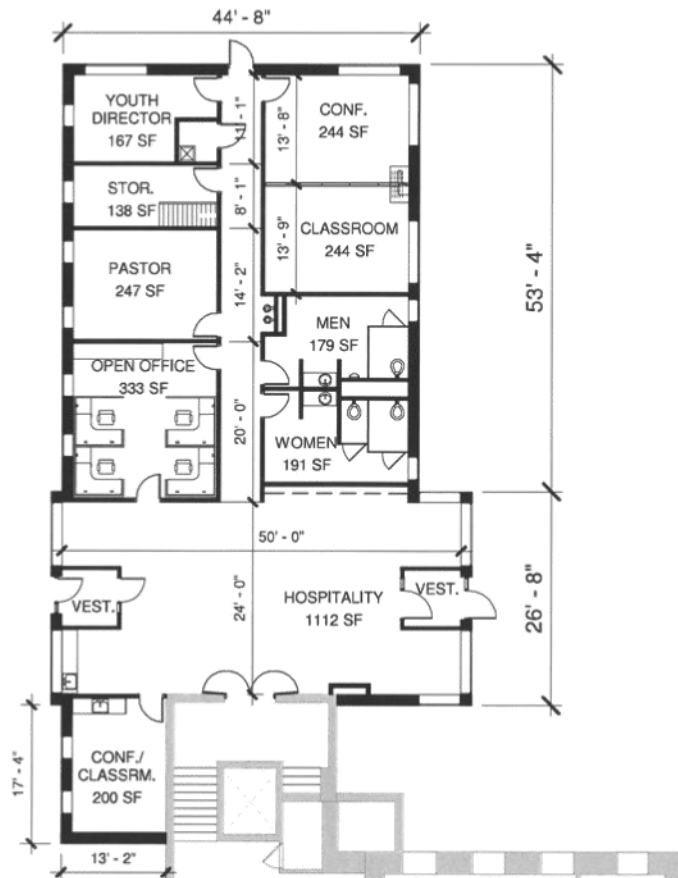 44' - 8"
YOUTH
DIRECTOR
167 SF
11' - 1"
CONF.
244 SF
13' - 8"
STOR.
138 SF
8' - 1"
CLASSROOM
244 SF
13' - 9"
PASTOR
247 SF
14' - 2"
53' - 4"
MEN
179 SF
OPEN OFFICE
333 SF
20' - 0"
WOMEN
191 SF
50' - 0"
VEST.
24' - 0"
HOSPITALITY
1112 SF
VEST.
26' - 8"
CONF./
CLASSRM.
200 SF
17' - 4"
13' - 2"